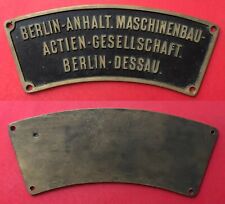 BERLIN-ANHALT. MASCHINENBAU-
ACTIEN-GESELLSCHAFT.
BERLIN-DESSAU.